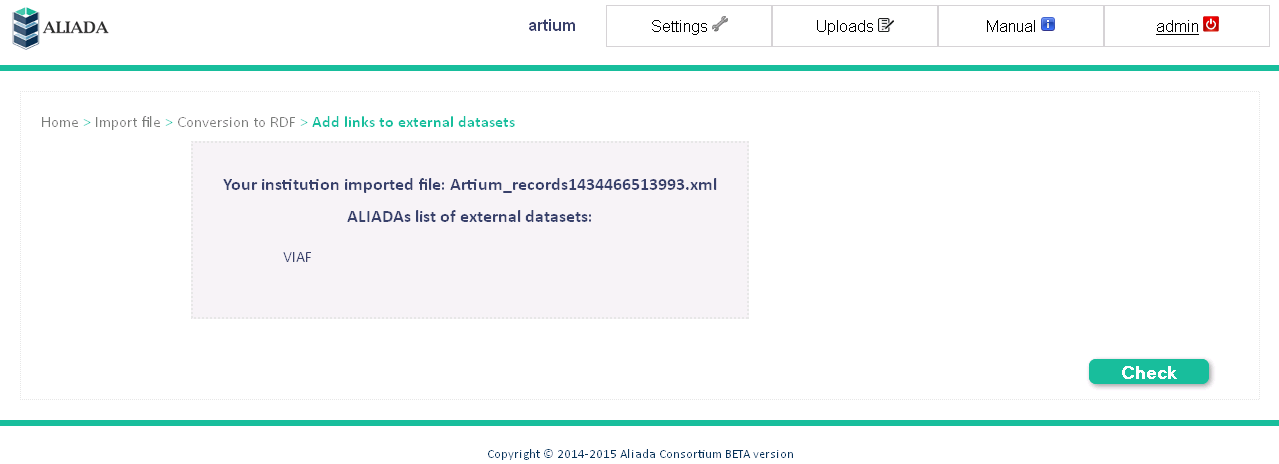 ALIADA
artium
Settings
Uploads
Manual
admin
Home > Import file > Conversion to RDF > Add links to external datasets
Your institution imported file: Artium_records1434466513993.xml
ALIADAs list of external datasets:
VIAF
Check
Copyright © 2014-2015 Aliada Consortium BETA version